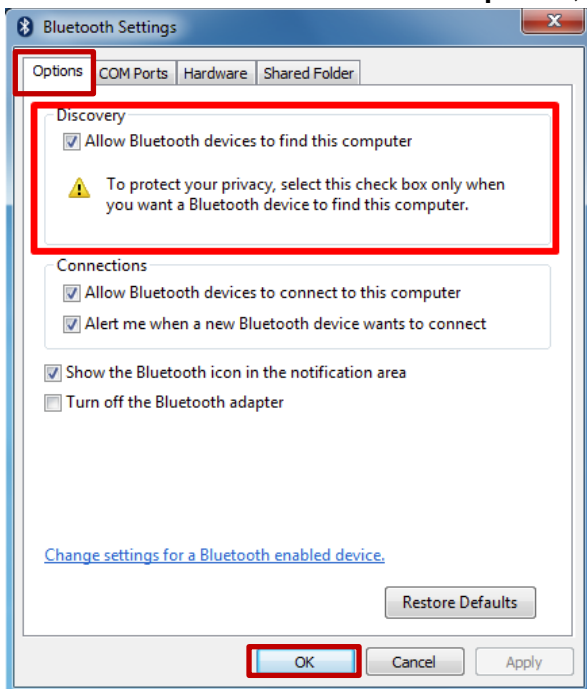 Bluetooth Settings
Options COM Ports Hardware Shared Folder
Discovery
Allow Bluetooth devices to find this computer
To protect your privacy, select this check box only when
you want a Bluetooth device to find this computer.
Connections
Allow Bluetooth devices to connect to this computer
Alert me when a new Bluetooth device wants to connect
Show the Bluetooth icon in the notification area
Turn off the Bluetooth adapter
Change settings for a Bluetooth enabled device.
Restore Defaults
OK Cancel Apply